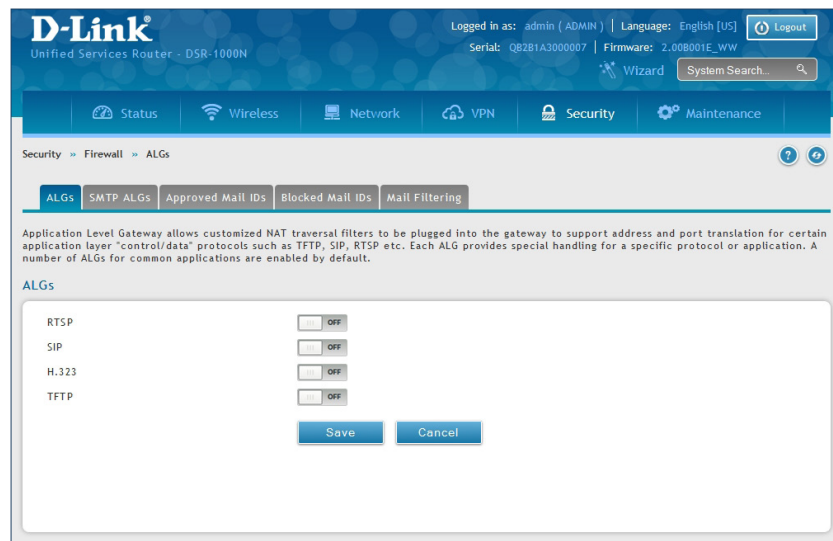 D-Link®
Unified Services Router - DSR-1000N
Logged in as: admin ( ADMIN ) | Language: English [US]
Logout
Serial: QB2B1A3000007 | Firmware: 2.00B001E_WW
Wizard
System Search...
Status
Wireless
Network
VPN
Security
Maintenance
Security » Firewall » ALGs
?
ALGs
SMTP ALGs
Approved Mail IDs
Blocked Mail IDs
Mail Filtering
Application Level Gateway allows customized NAT traversal filters to be plugged into the gateway to support address and port translation for certain
application layer "control/data" protocols such as TFTP, SIP, RTSP etc. Each ALG provides special handling for a specific protocol or application. A
number of ALGs for common applications are enabled by default.
ALGs
RTSP OFF
SIP OFF
H.323 OFF
TFTP OFF
Save
Cancel